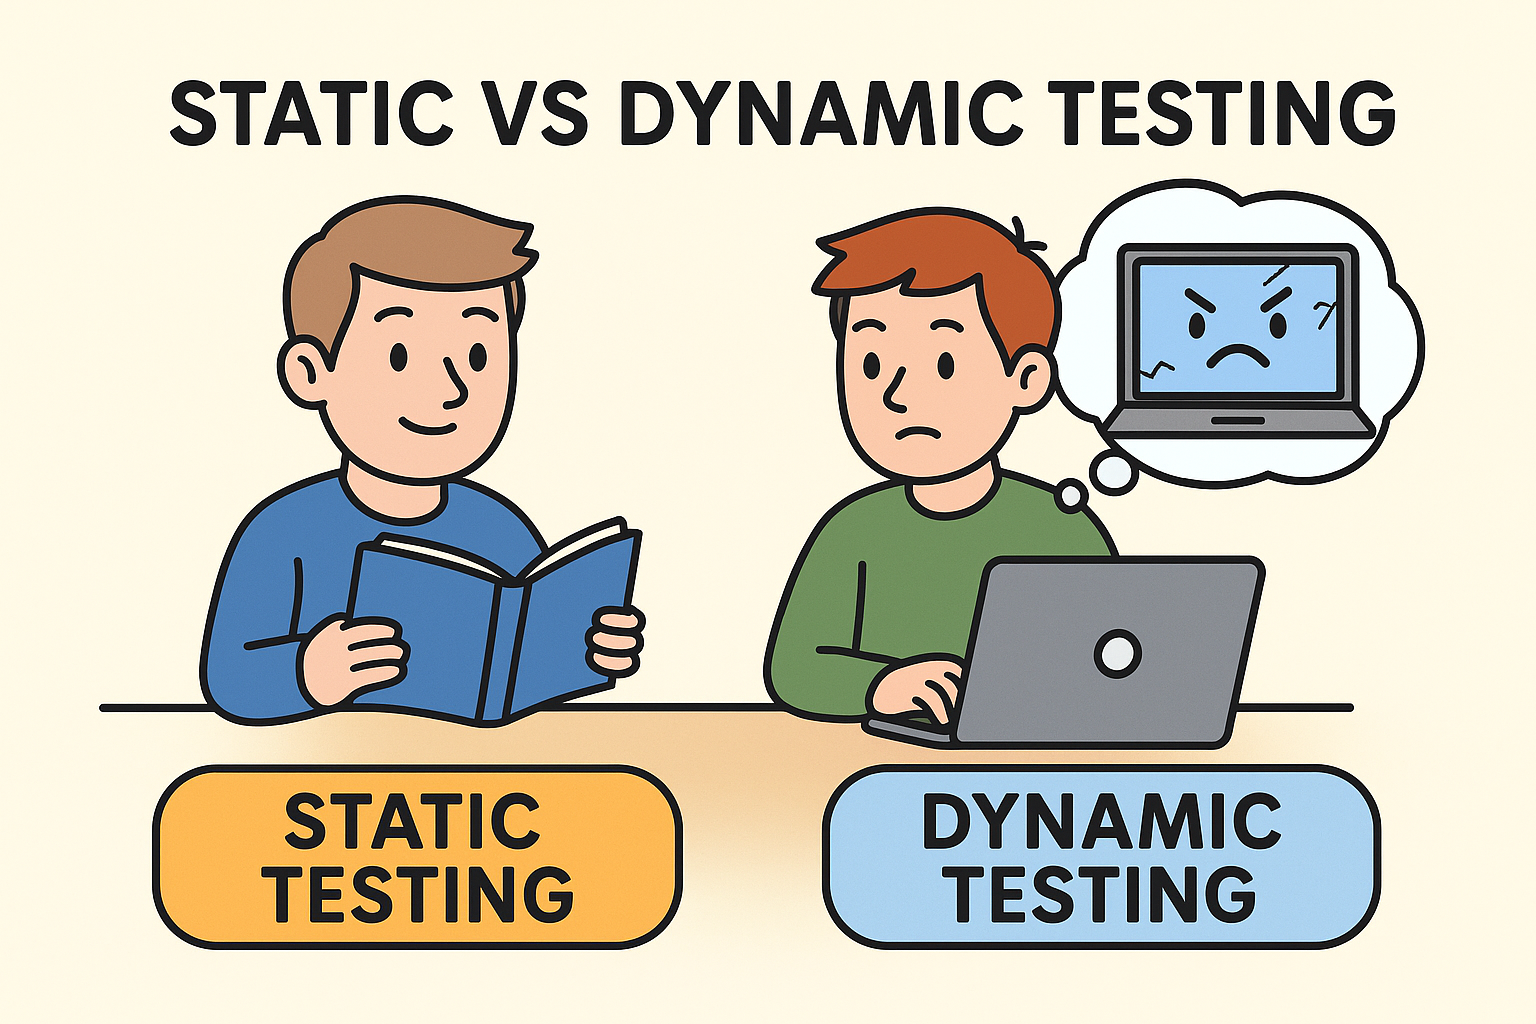 STATIC VS DYNAMIC TESTING
STATIC
TESTING
DYNAMIC
TESTING